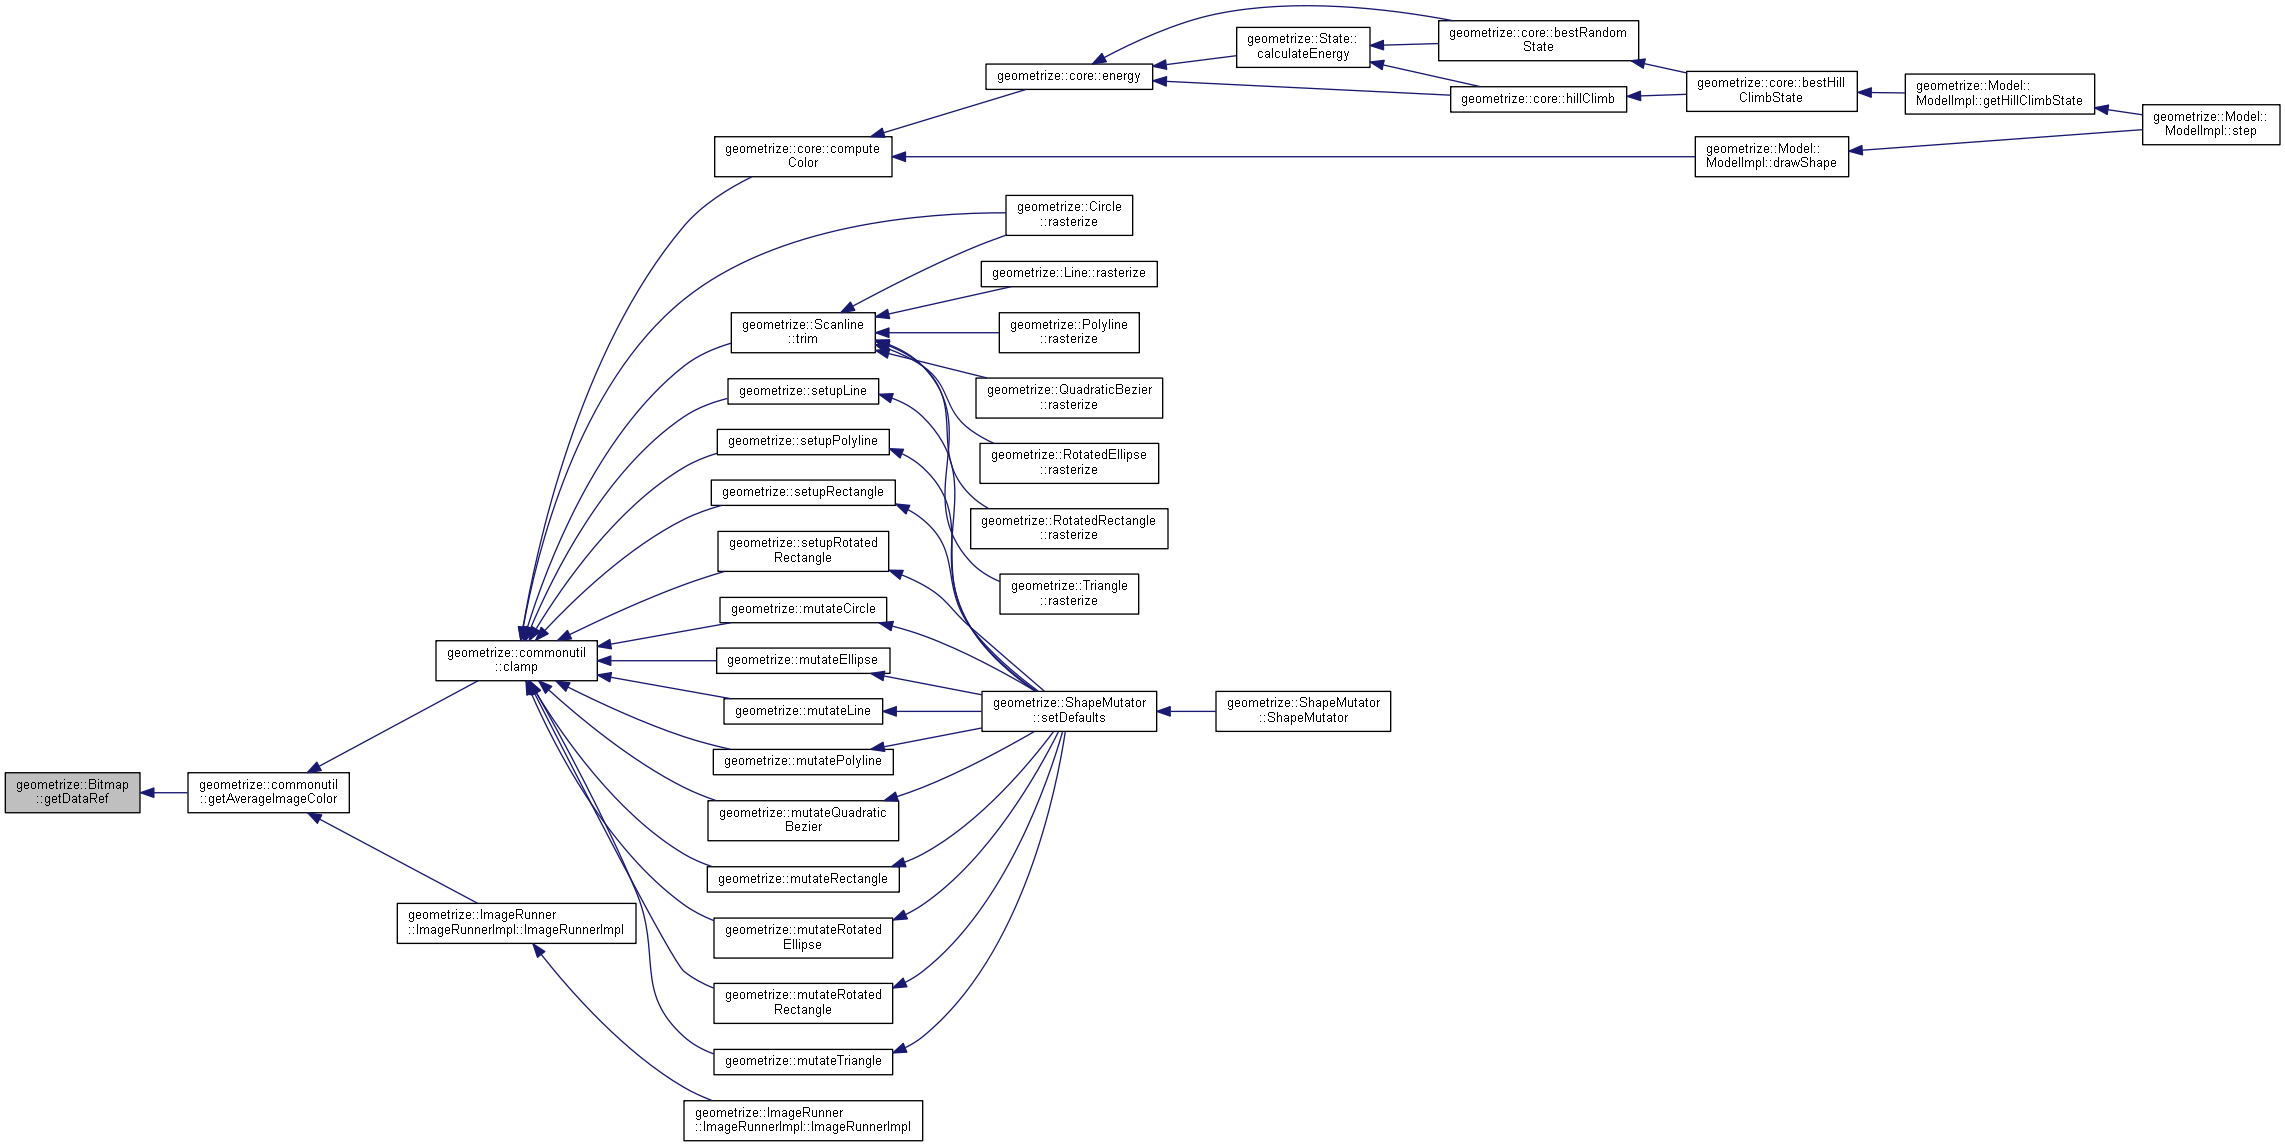 geometrize::Bitmap
::getDataRef
geometrize::commonutil
::getAverageImageColor
geometrize::commonutil
::clamp
geometrize::ImageRunner
::ImageRunnerImpl::ImageRunnerImpl
geometrize::core::compute
Color
geometrize::Scanline
::trim
geometrize::setupLine
geometrize::setupPolyline
geometrize::setupRectangle
geometrize::setupRotated
Rectangle
geometrize::mutateCircle
geometrize::mutateEllipse
geometrize::mutateLine
geometrize::mutatePolyline
geometrize::mutateQuadratic
Bezier
geometrize::mutateRectangle
geometrize::mutateRotated
Ellipse
geometrize::mutateRotated
Rectangle
geometrize::mutateTriangle
geometrize::ImageRunner
::ImageRunnerImpl::ImageRunnerImpl
geometrize::core::energy
geometrize::Circle
::rasterize
geometrize::Line::rasterize
geometrize::Polyline
::rasterize
geometrize::QuadraticBezier
::rasterize
geometrize::RotatedEllipse
::rasterize
geometrize::RotatedRectangle
::rasterize
geometrize::Triangle
::rasterize
geometrize::ShapeMutator
::setDefaults
geometrize::ShapeMutator
::ShapeMutator
geometrize::State::
calculateEnergy
geometrize::core::bestRandom
State
geometrize::core::hillClimb
geometrize::core::bestHill
ClimbState
geometrize::Model::
ModelImpl::drawShape
geometrize::Model::
ModelImpl::getHillClimbState
geometrize::Model::
ModelImpl::step